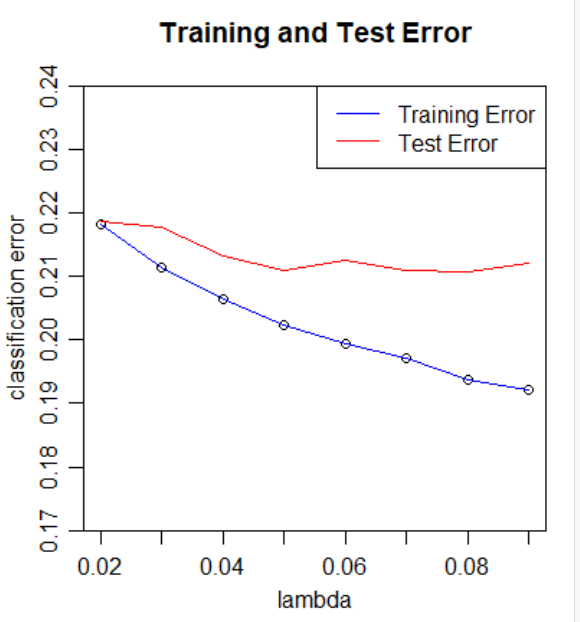 Training and Test Error
Training Error
Test Error
classification error
0.24
0.23
0.22
0.21
0.20
0.19
0.18
0.17
0.02 0.04 0.06 0.08
lambda